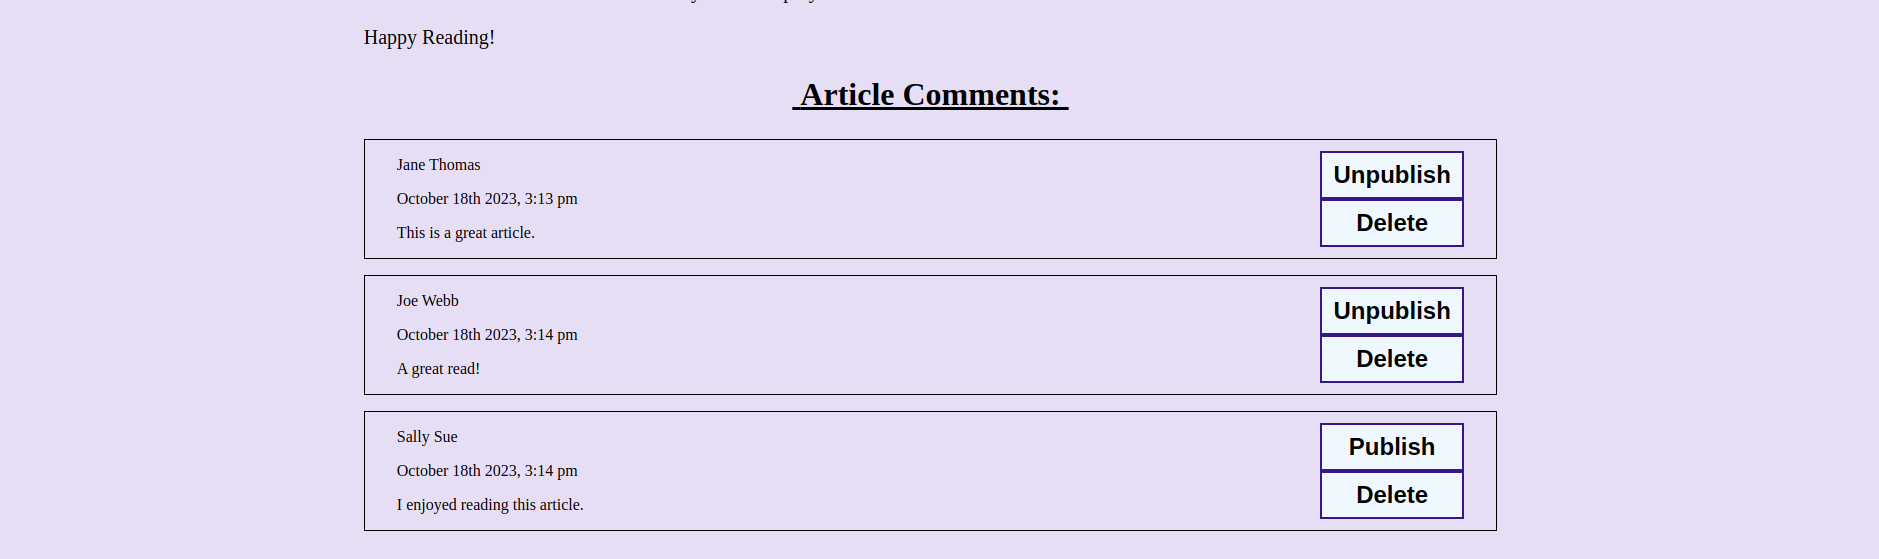 Happy Reading!
Article Comments:
Jane Thomas
October 18th 2023, 3:13 pm
This is a great article.
Unpublish
Delete
Joe Webb
October 18th 2023, 3:14 pm
A great read!
Unpublish
Delete
Sally Sue
October 18th 2023, 3:14 pm
I enjoyed reading this article.
Publish
Delete